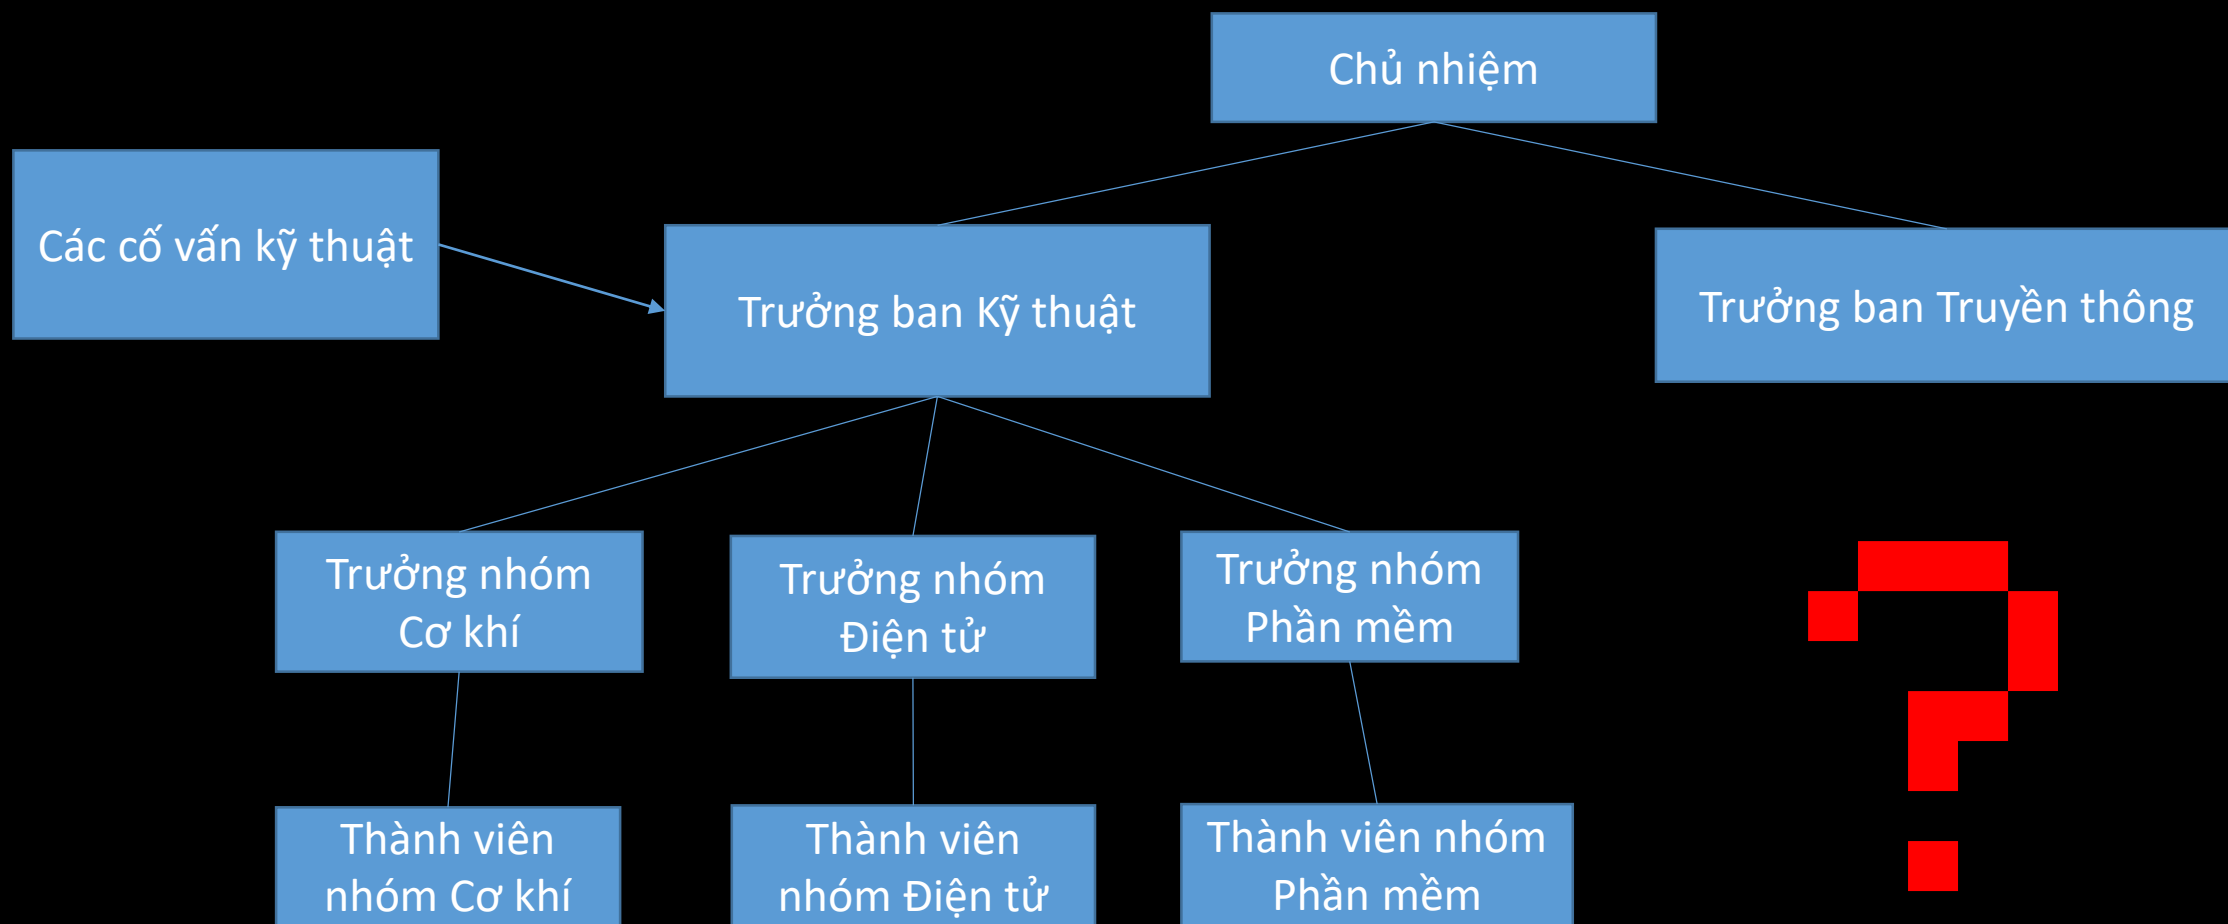 Chủ nhiệm
Các cố vấn kỹ thuật
Trưởng ban Kỹ thuật
Trưởng ban Truyền thông
Trưởng nhóm
Cơ khí
Trưởng nhóm
Điện tử
Trưởng nhóm
Phần mềm
?
Thành viên
nhóm Cơ khí
Thành viên
nhóm Điện tử
Thành viên nhóm
Phần mềm